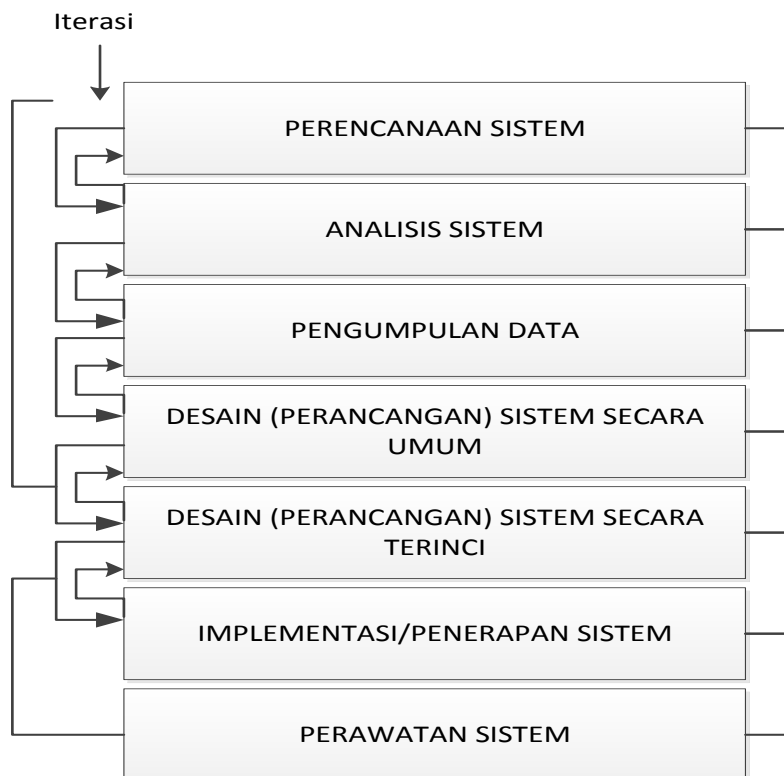 Iterasi
PERENCANAAN SISTEM
ANALISIS SISTEM
PENGUMPULAN DATA
DESAIN (PERANCANGAN) SISTEM SECARA
UMUM
DESAIN (PERANCANGAN) SISTEM SECARA
TERINCI
IMPLEMENTASI/PENERAPAN SISTEM
PERAWATAN SISTEM